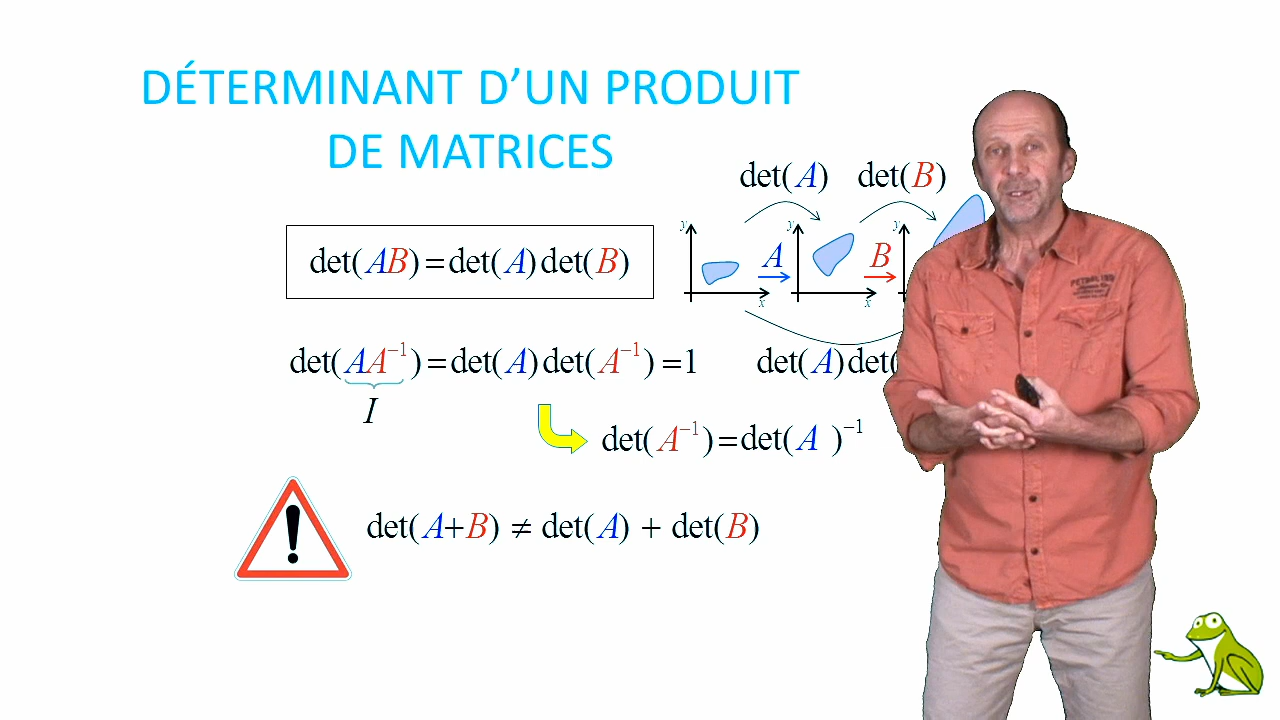 DÉTERMINANT D’UN PRODUIT
DE MATRICES
det(A) det(B)
y y y
det(AB)=det(A)det(B)
A B
x x
det(AA⁻¹)=det(A)det(A⁻¹)=1 det(A)det(
I
det(A⁻¹)=det(A )⁻¹
! det(A+B) ≠ det(A) + det(B)